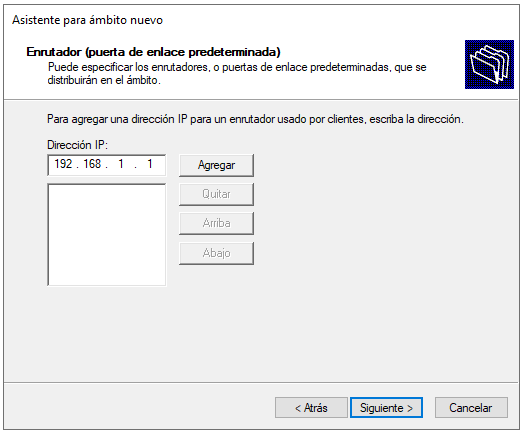 Asistente para ámbito nuevo
Enrutador (puerta de enlace predeterminada)
Puede especificar los enrutadores, o puertas de enlace predeterminadas, que se
distribuirán en el ámbito.
Para agregar una dirección IP para un enrutador usado por clientes, escriba la dirección.
Dirección IP:
192 . 168 . 1 . 1
Agregar
Quitar
Arriba
Abajo
< Atrás
Siguiente >
Cancelar